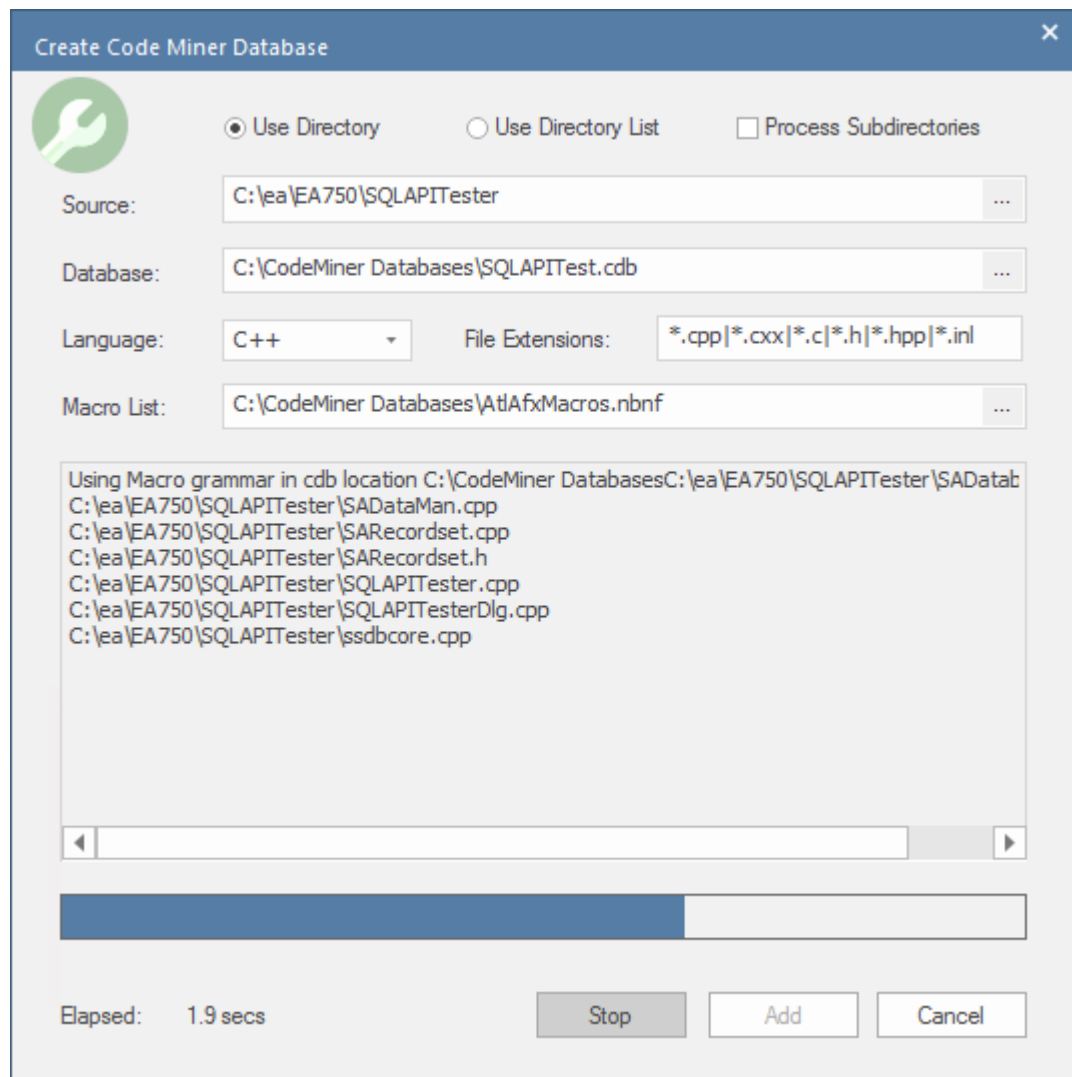 Create Code Miner Database
Use Directory Use Directory List Process Subdirectories
Source: C:\ea\EA750\SQLAPITester ...
Database: C:\CodeMiner Databases\SQLAPITest.cdb ...
Language: C++ File Extensions: *.cpp|*.cxx|*.c|*.h|*.hpp|*.inl
Macro List: C:\CodeMiner Databases\AtlAfxMacros.nbnf ...
Using Macro grammar in cdb location C:\CodeMiner DatabasesC:\ea\EA750\SQLAPITester\SADatab
C:\ea\EA750\SQLAPITester\SADataMan.cpp
C:\ea\EA750\SQLAPITester\SARecordset.cpp
C:\ea\EA750\SQLAPITester\SARecordset.h
C:\ea\EA750\SQLAPITester\SQLAPITester.cpp
C:\ea\EA750\SQLAPITester\SQLAPITesterDlg.cpp
C:\ea\EA750\SQLAPITester\ssdbcore.cpp
Elapsed: 1.9 secs Stop Add Cancel